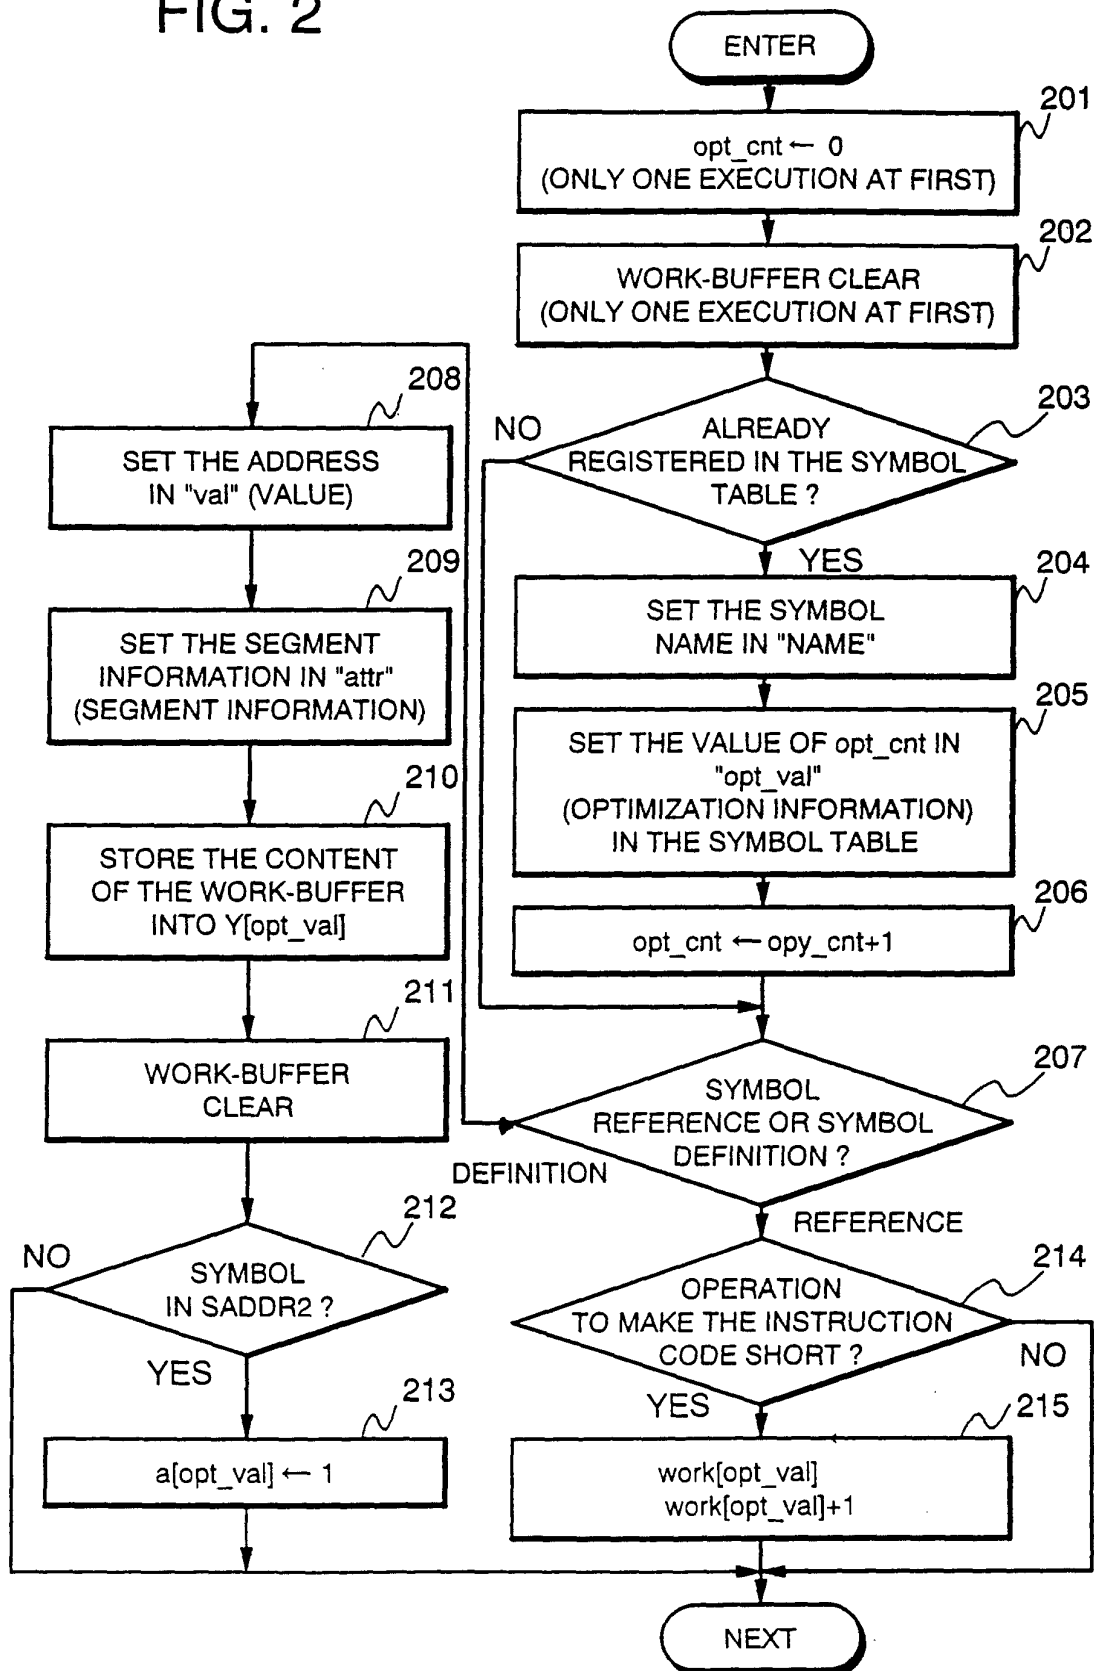 FIG. 2
ENTER
201
opt_cnt ← 0
(ONLY ONE EXECUTION AT FIRST)
202
WORK-BUFFER CLEAR
(ONLY ONE EXECUTION AT FIRST)
203
NO
ALREADY
REGISTERED IN THE SYMBOL
TABLE ?
YES
204
SET THE SYMBOL
NAME IN "NAME"
205
SET THE VALUE OF opt_cnt IN
"opt_val"
(OPTIMIZATION INFORMATION)
IN THE SYMBOL TABLE
206
opt_cnt ← opy_cnt+1
207
SYMBOL
REFERENCE OR SYMBOL
DEFINITION ?
DEFINITION
REFERENCE
208
SET THE ADDRESS
IN "val" (VALUE)
209
SET THE SEGMENT
INFORMATION IN "attr"
(SEGMENT INFORMATION)
210
STORE THE CONTENT
OF THE WORK-BUFFER
INTO Y[opt_val]
211
WORK-BUFFER
CLEAR
212
NO
SYMBOL
IN SADDR2 ?
YES
213
a[opt_val] ← 1
214
OPERATION
TO MAKE THE INSTRUCTION
CODE SHORT ?
NO
YES
215
work[opt_val]
work[opt_val]+1
NEXT